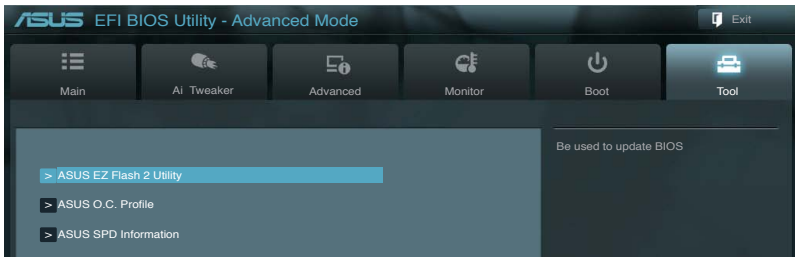 ASUS EFI BIOS Utility - Advanced Mode
Exit
Main
Ai Tweaker
Advanced
Monitor
Boot
Tool
Be used to update BIOS
> ASUS EZ Flash 2 Utility
> ASUS O.C. Profile
> ASUS SPD Information